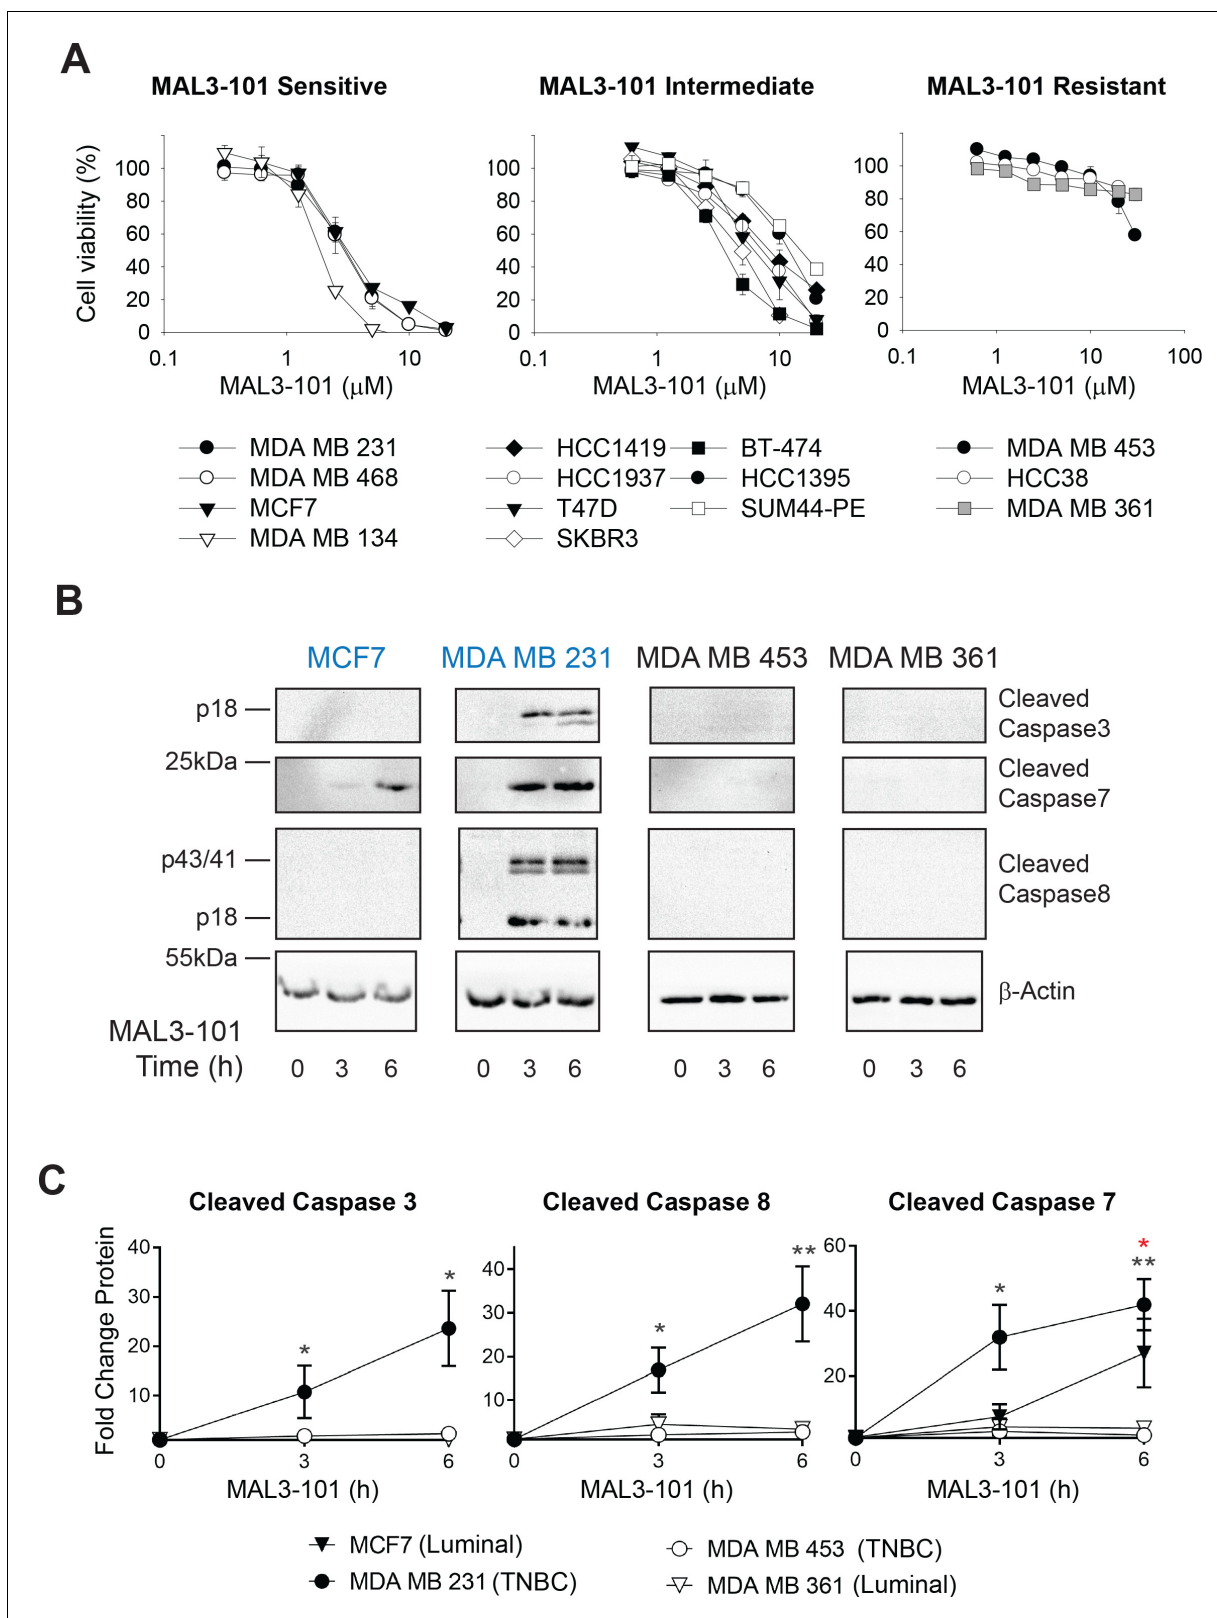 A
MAL3-101 Sensitive
MAL3-101 Intermediate
MAL3-101 Resistant
Cell viability (%)
100
80
60
40
20
0
0.1
1
10
MAL3-101 (μM)
100
80
60
40
20
0
0.1
1
10
MAL3-101 (μM)
100
80
60
40
20
0
0.1
1
10
100
MAL3-101 (μM)
MDA MB 231
MDA MB 468
MCF7
MDA MB 134
HCC1419
HCC1937
T47D
SKBR3
BT-474
HCC1395
SUM44-PE
MDA MB 453
HCC38
MDA MB 361
B
MCF7
MDA MB 231
MDA MB 453
MDA MB 361
p18
Cleaved
Caspase3
25kDa
Cleaved
Caspase7
p43/41
p18
Cleaved
Caspase8
55kDa
β-Actin
MAL3-101
Time (h)
0 3 6
0 3 6
0 3 6
0 3 6
C
Cleaved Caspase 3
Cleaved Caspase 8
Cleaved Caspase 7
Fold Change Protein
40
30
20
10
*
*
0
3
6
MAL3-101 (h)
40
30
20
10
*
**
0
3
6
MAL3-101 (h)
60
40
20
*
*
**
0
3
6
MAL3-101 (h)
MCF7 (Luminal)
MDA MB 231 (TNBC)
MDA MB 453 (TNBC)
MDA MB 361 (Luminal)